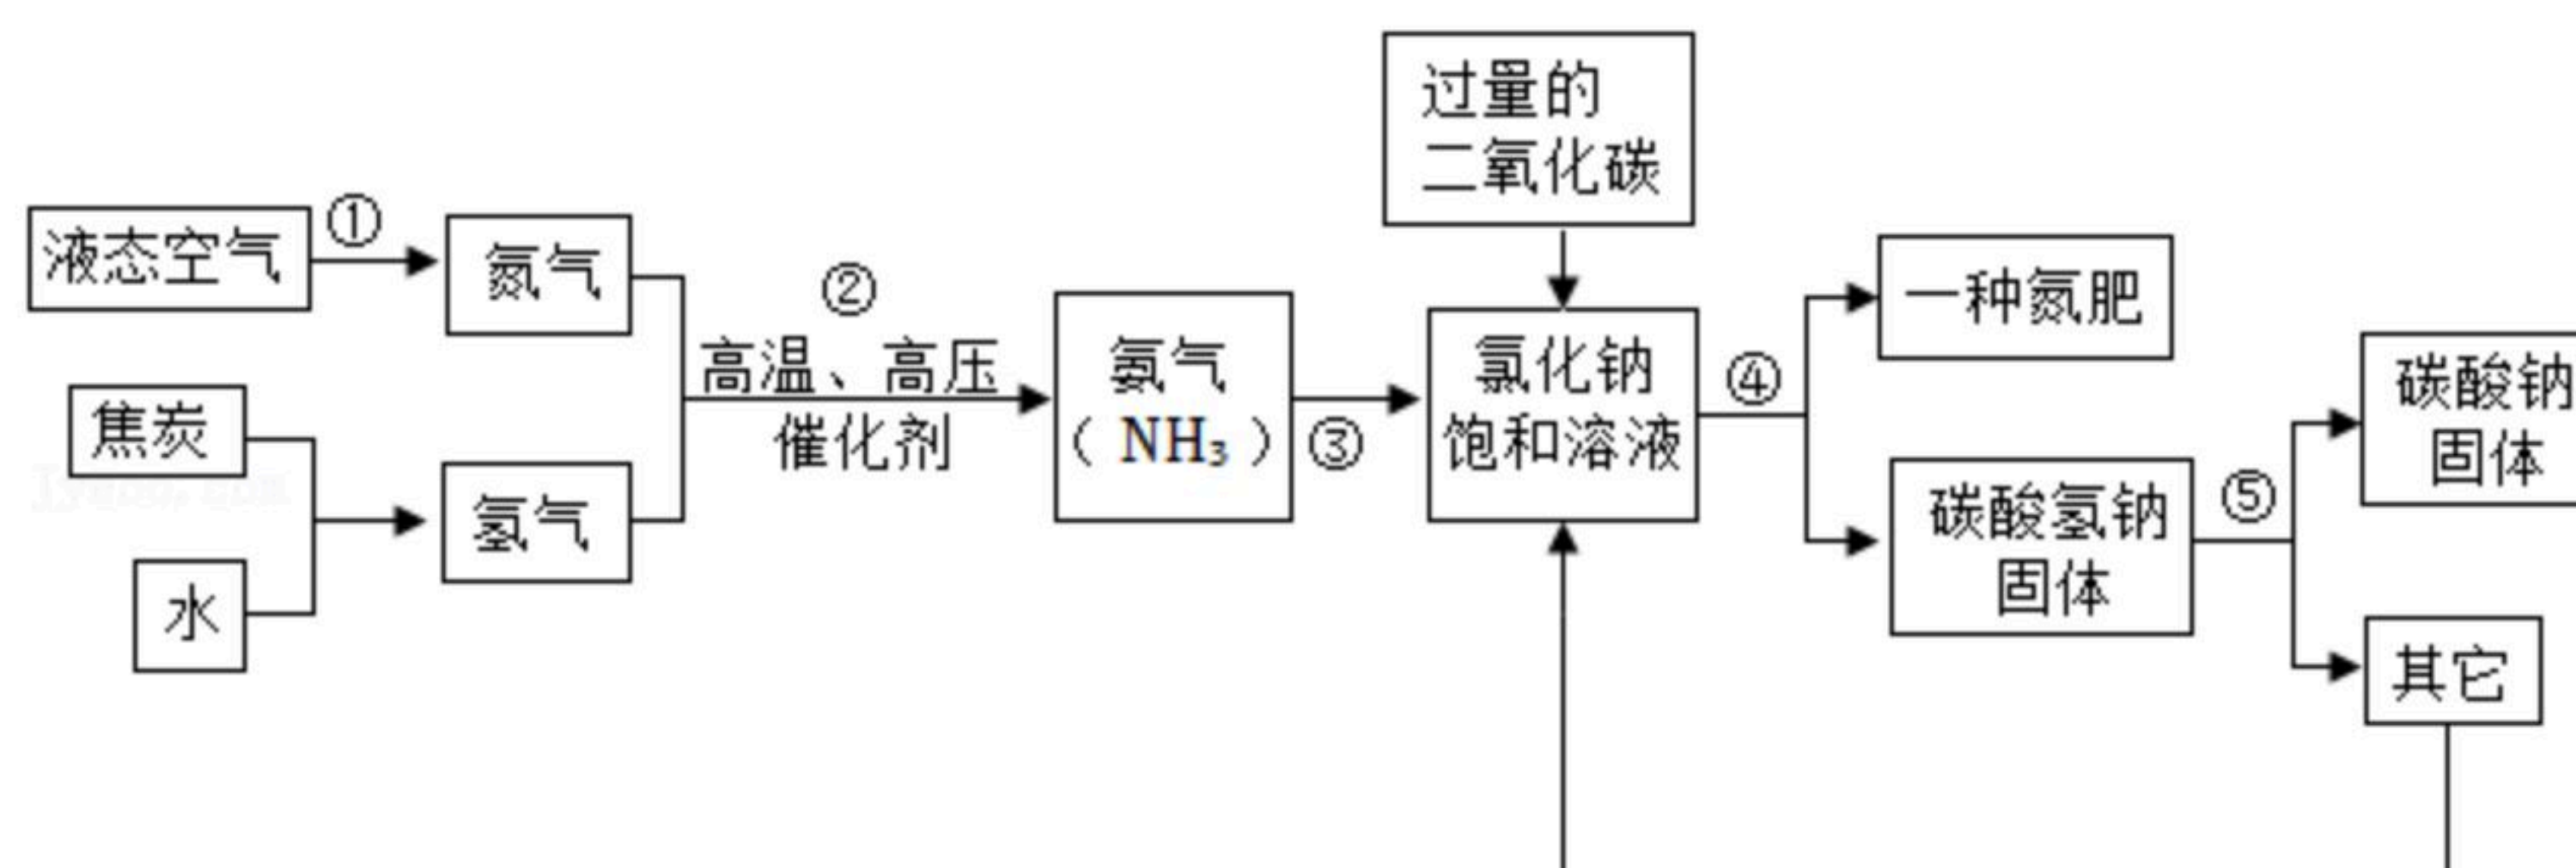 过量的
二氧化碳
液态空气
①
氮气
②
高温、高压
催化剂
焦炭
水
氢气
氨气
( NH₃ )
③
氯化钠
饱和溶液
④
一种氮肥
碳酸氢钠
固体
⑤
碳酸钠
固体
其它